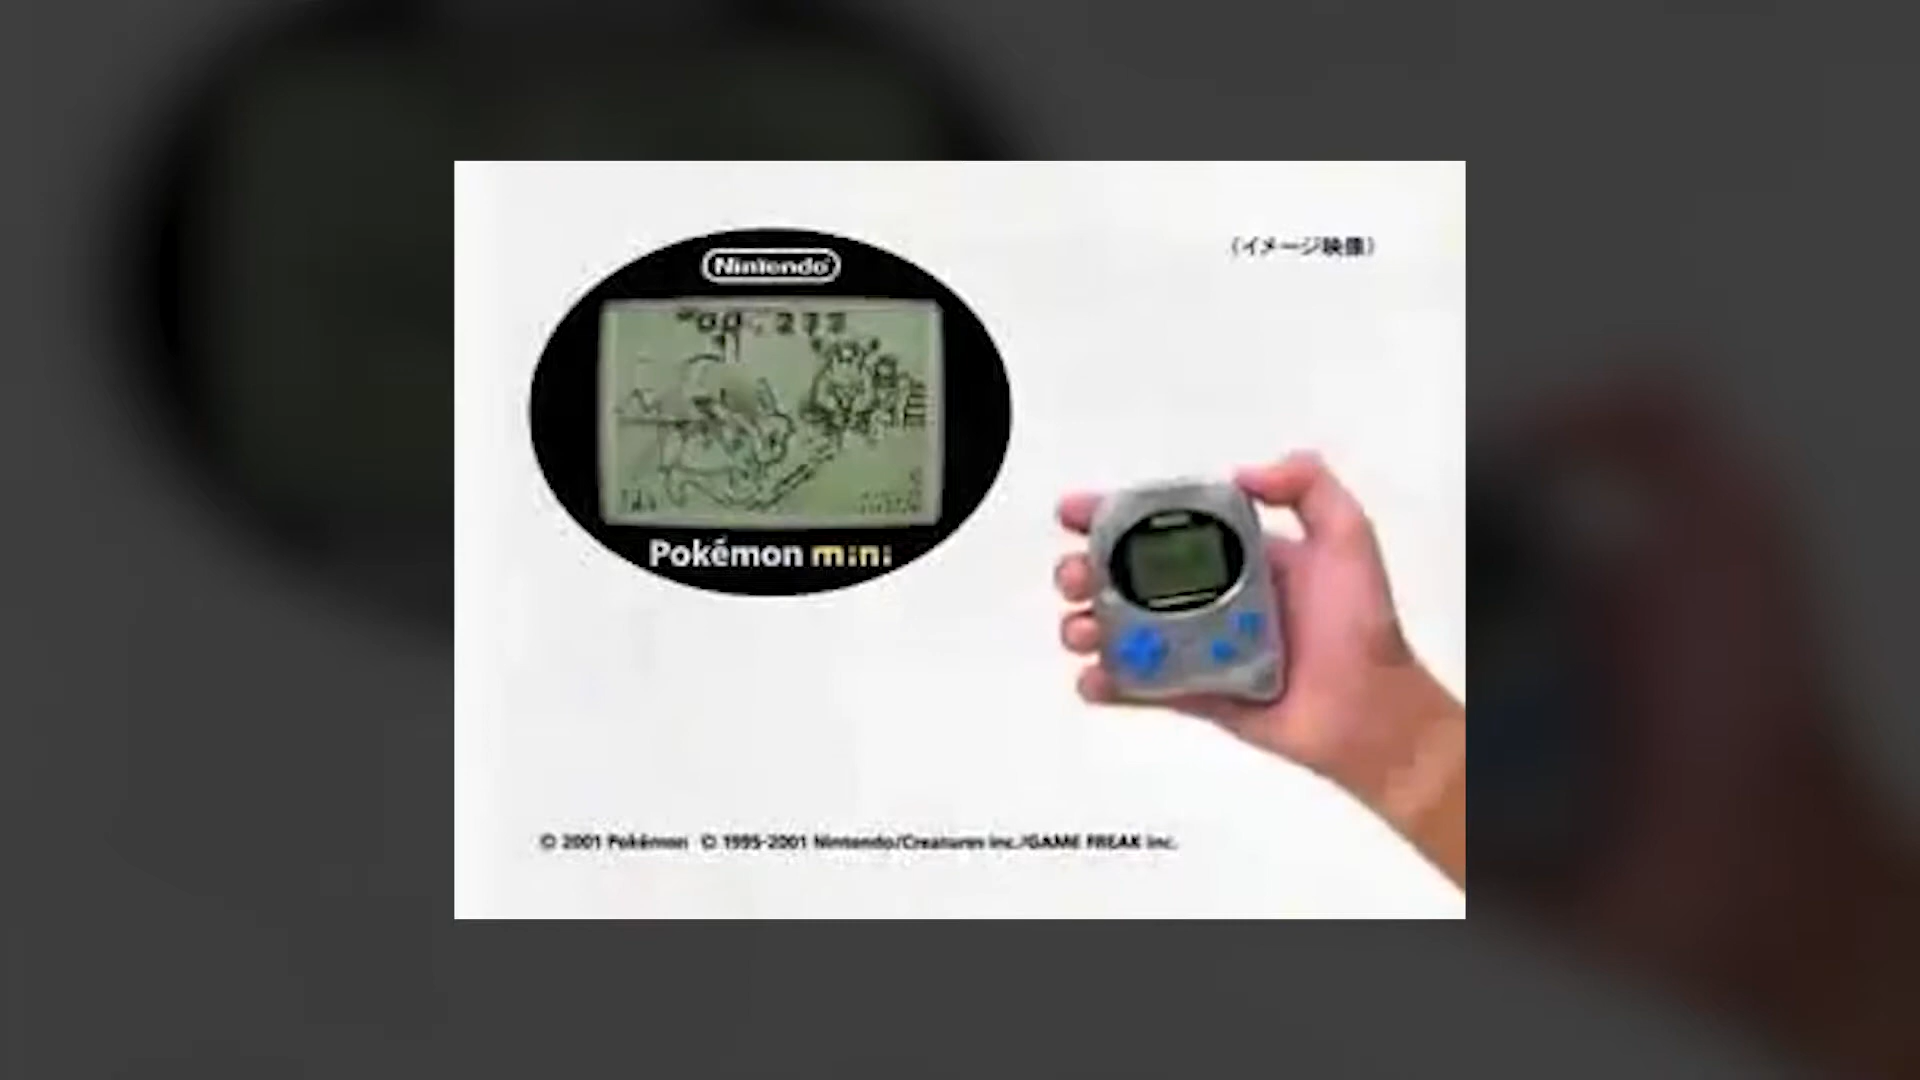 Nintendo
(イメージ映像)
Pokémon mini
© 2001 Pokémon © 1995-2001 Nintendo/Creatures inc./GAME FREAK inc.